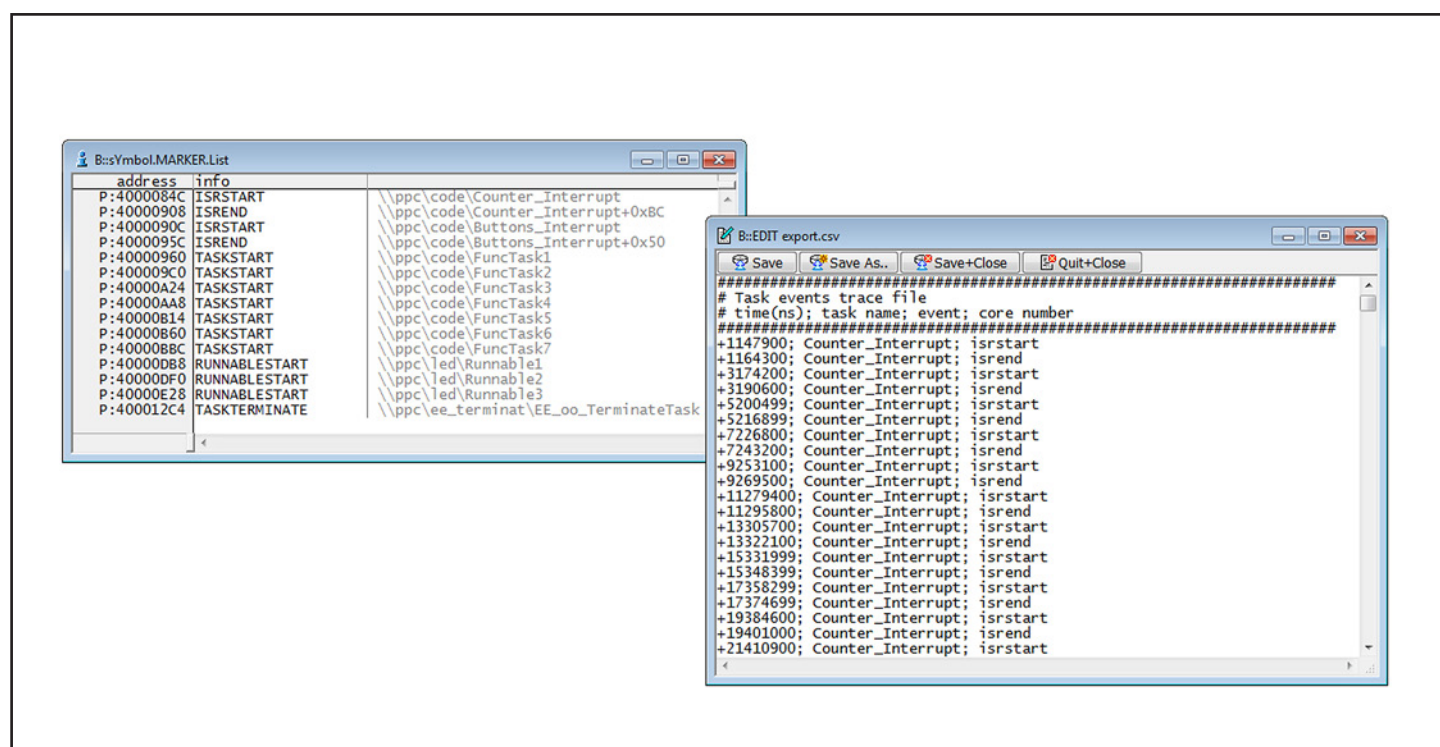 B::sYmbol.MARKER.List
address info
P:4000084C ISRSTART \\ppc\code\Counter_Interrupt
P:40000908 ISREND \\ppc\code\Counter_Interrupt+0xBC
P:4000090C ISRSTART \\ppc\code\Buttons_Interrupt
P:4000095C ISREND \\ppc\code\Buttons_Interrupt+0x50
P:40000960 TASKSTART \\ppc\code\FuncTask1
P:400009C0 TASKSTART \\ppc\code\FuncTask2
P:40000A24 TASKSTART \\ppc\code\FuncTask3
P:40000AA8 TASKSTART \\ppc\code\FuncTask4
P:40000B14 TASKSTART \\ppc\code\FuncTask5
P:40000B60 TASKSTART \\ppc\code\FuncTask6
P:40000BBC TASKSTART \\ppc\code\FuncTask7
P:40000DB8 RUNNABLESTART \\ppc\led\Runnable1
P:40000DF0 RUNNABLESTART \\ppc\led\Runnable2
P:40000E28 RUNNABLESTART \\ppc\led\Runnable3
P:400012C4 TASKTERMINATE \\ppc\ee_terminat\EE_oo_TerminateTask
B::EDIT export.csv
Save Save As.. Save+Close Quit+Close
######################################################################
# Task events trace file
# time(ns); task name; event; core number
######################################################################
+1147900; Counter_Interrupt; isrstart
+1164300; Counter_Interrupt; isrend
+3174200; Counter_Interrupt; isrstart
+3190600; Counter_Interrupt; isrend
+5200499; Counter_Interrupt; isrstart
+5216899; Counter_Interrupt; isrend
+7226800; Counter_Interrupt; isrstart
+7243200; Counter_Interrupt; isrend
+9253100; Counter_Interrupt; isrstart
+9269500; Counter_Interrupt; isrend
+11279400; Counter_Interrupt; isrstart
+11295800; Counter_Interrupt; isrend
+13305700; Counter_Interrupt; isrstart
+13322100; Counter_Interrupt; isrend
+15331999; Counter_Interrupt; isrstart
+15348399; Counter_Interrupt; isrend
+17358299; Counter_Interrupt; isrstart
+17374699; Counter_Interrupt; isrend
+19384600; Counter_Interrupt; isrstart
+19401000; Counter_Interrupt; isrend
+21410900; Counter_Interrupt; isrstart